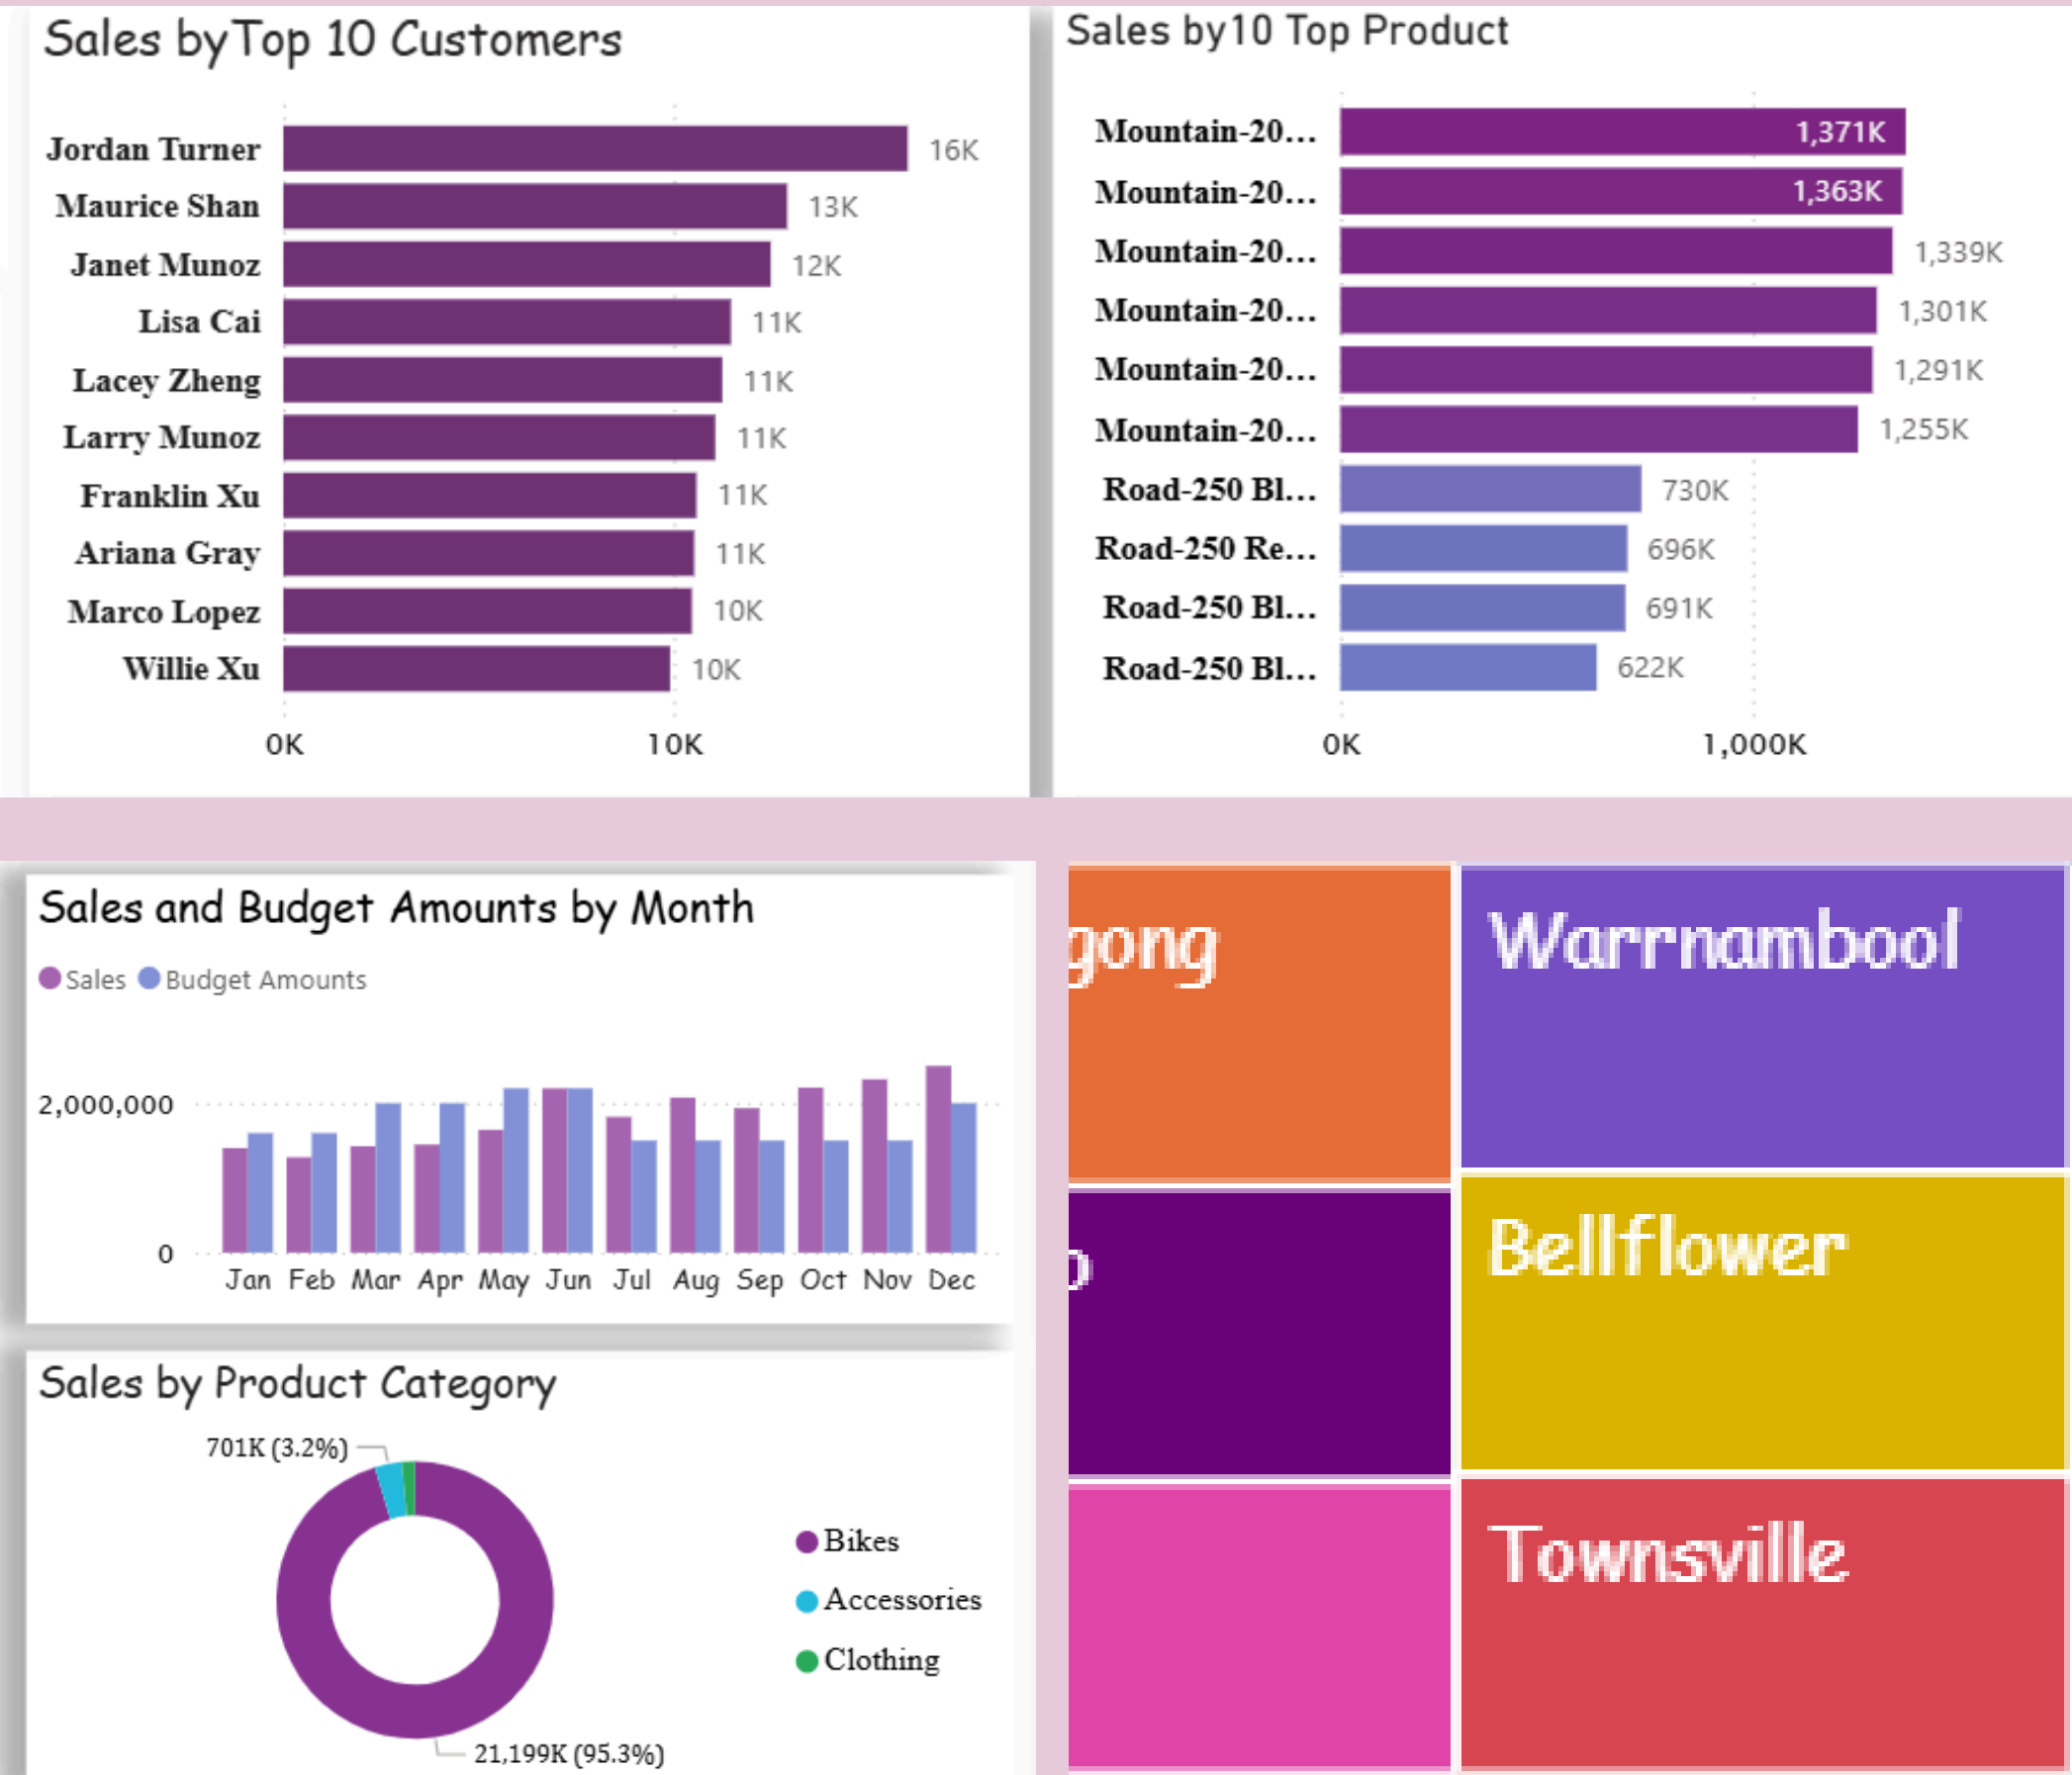 Sales byTop 10 Customers
Jordan Turner 16K
Maurice Shan 13K
Janet Munoz 12K
Lisa Cai 11K
Lacey Zheng 11K
Larry Munoz 11K
Franklin Xu 11K
Ariana Gray 11K
Marco Lopez 10K
Willie Xu 10K
0K 10K
Sales by10 Top Product
Mountain-20... 1,371K
Mountain-20... 1,363K
Mountain-20... 1,339K
Mountain-20... 1,301K
Mountain-20... 1,291K
Mountain-20... 1,255K
Road-250 Bl... 730K
Road-250 Re... 696K
Road-250 Bl... 691K
Road-250 Bl... 622K
0K 1,000K
Sales and Budget Amounts by Month
Sales Budget Amounts
2,000,000
0
Jan Feb Mar Apr May Jun Jul Aug Sep Oct Nov Dec
Sales by Product Category
701K (3.2%)
Bikes
Accessories
Clothing
21,199K (95.3%)
gong
Warrnambool
Bellflower
Townsville